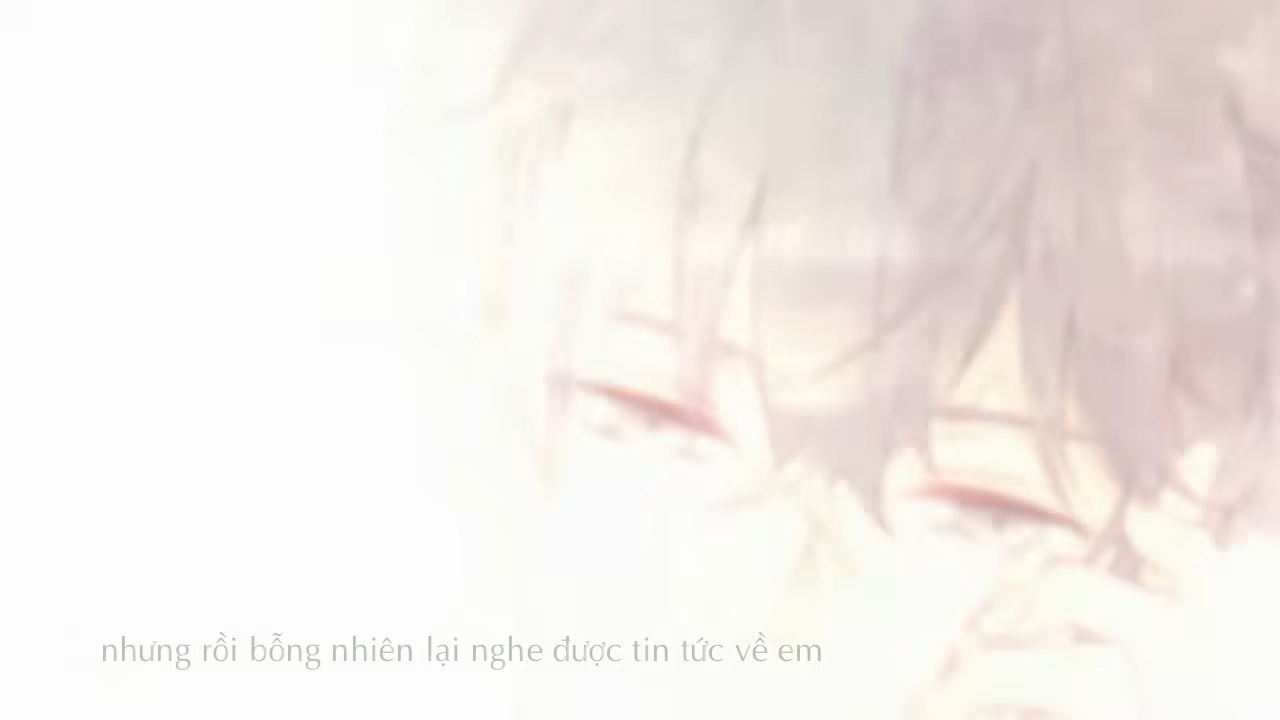 nhưng rồi bỗng nhiên lại nghe được tin tức về em